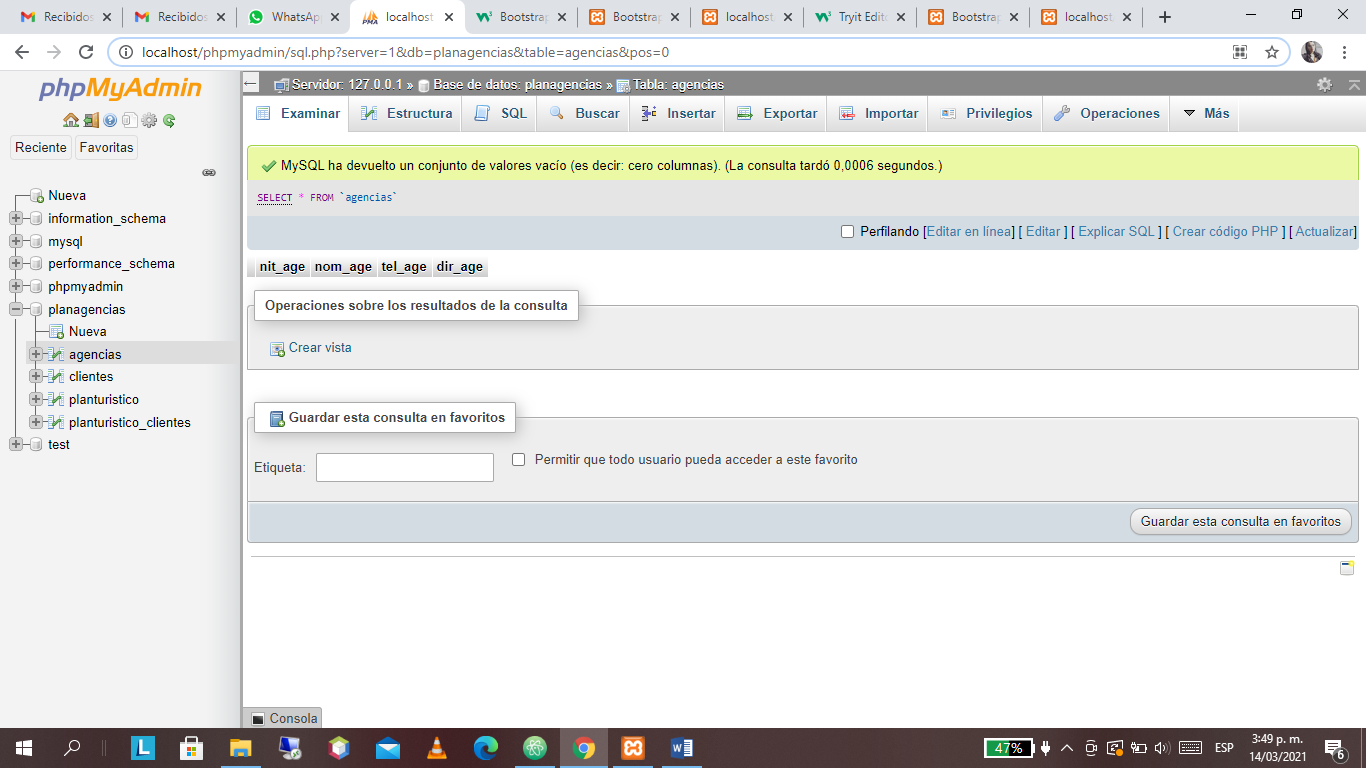 Recibidos
Recibidos
WhatsApp
localhost
Bootstrap
Bootstrap
localhost
Tryit Edito
Bootstrap
localhost
localhost/phpmyadmin/sql.php?server=1&db=planagencias&table=agencias&pos=0
phpMyAdmin
Reciente
Favoritas
Nueva
information_schema
mysql
performance_schema
phpmyadmin
planagencias
Nueva
agencias
clientes
planturistico
planturistico_clientes
test
Servidor: 127.0.0.1 » Base de datos: planagencias » Tabla: agencias
Examinar Estructura SQL Buscar Insertar Exportar Importar Privilegios Operaciones Más
MySQL ha devuelto un conjunto de valores vacío (es decir: cero columnas). (La consulta tardó 0,0006 segundos.)
SELECT * FROM `agencias`
Perfilando [Editar en línea] [ Editar ] [ Explicar SQL ] [ Crear código PHP ] [ Actualizar]
nit_age nom_age tel_age dir_age
Operaciones sobre los resultados de la consulta
Crear vista
Guardar esta consulta en favoritos
Etiqueta:
Permitir que todo usuario pueda acceder a este favorito
Guardar esta consulta en favoritos
Consola
L
47%
ESP
3:49 p. m.
14/03/2021
6